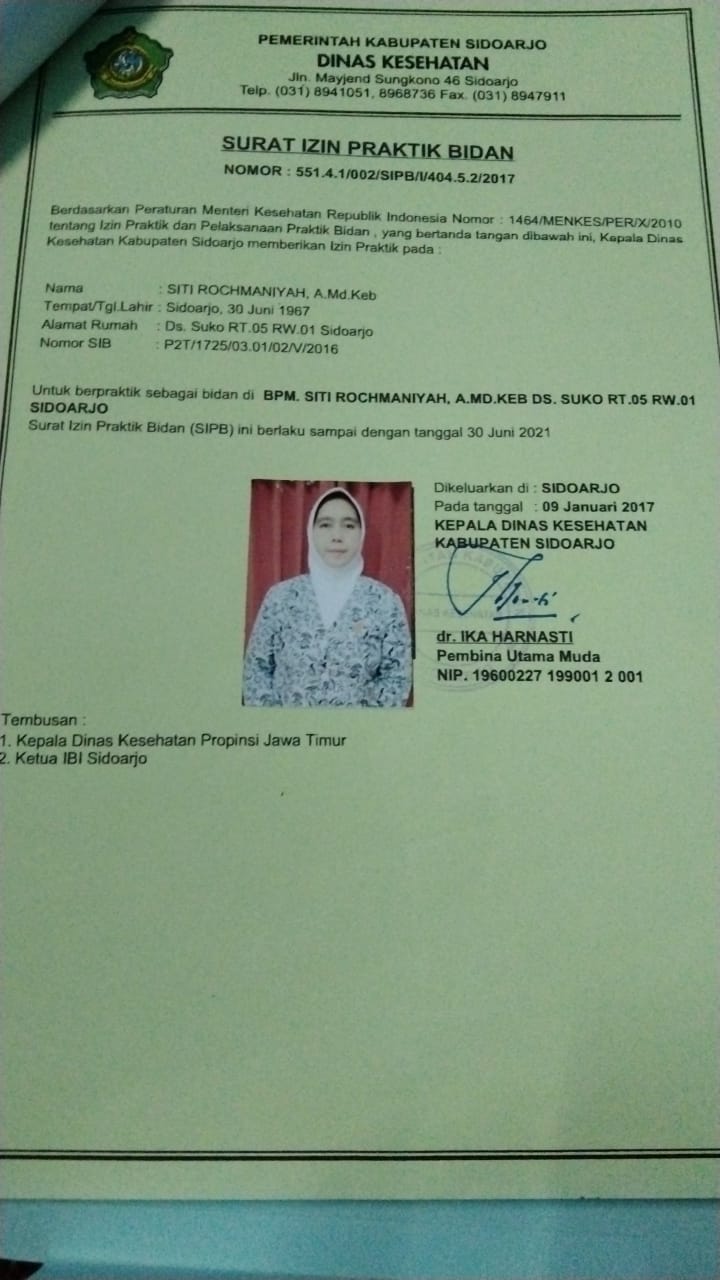 PEMERINTAH KABUPATEN SIDOARJO
DINAS KESEHATAN
Jln. Mayjend Sungkono 46 Sidoarjo
Telp. (031) 8941051, 8968736 Fax. (031) 8947911
SURAT IZIN PRAKTIK BIDAN
NOMOR : 551.4.1/002/SIPB/I/404.5.2/2017
Berdasarkan Peraturan Menteri Kesehatan Republik Indonesia Nomor : 1464/MENKES/PER/X/2010
tentang Izin Praktik dan Pelaksanaan Praktik Bidan , yang bertanda tangan dibawah ini, Kepala Dinas
Kesehatan Kabupaten Sidoarjo memberikan Izin Praktik pada :
Nama : SITI ROCHMANIYAH, A.Md.Keb
Tempat/Tgl.Lahir : Sidoarjo, 30 Juni 1967
Alamat Rumah : Ds. Suko RT.05 RW.01 Sidoarjo
Nomor SIB : P2T/1725/03.01/02/V/2016
Untuk berpraktik sebagai bidan di BPM. SITI ROCHMANIYAH, A.MD.KEB DS. SUKO RT.05 RW.01
SIDOARJO
Surat Izin Praktik Bidan (SIPB) ini berlaku sampai dengan tanggal 30 Juni 2021
Dikeluarkan di : SIDOARJO
Pada tanggal : 09 Januari 2017
KEPALA DINAS KESEHATAN
KABUPATEN SIDOARJO
dr. IKA HARNASTI
Pembina Utama Muda
NIP. 19600227 199001 2 001
Tembusan :
1. Kepala Dinas Kesehatan Propinsi Jawa Timur
2. Ketua IBI Sidoarjo